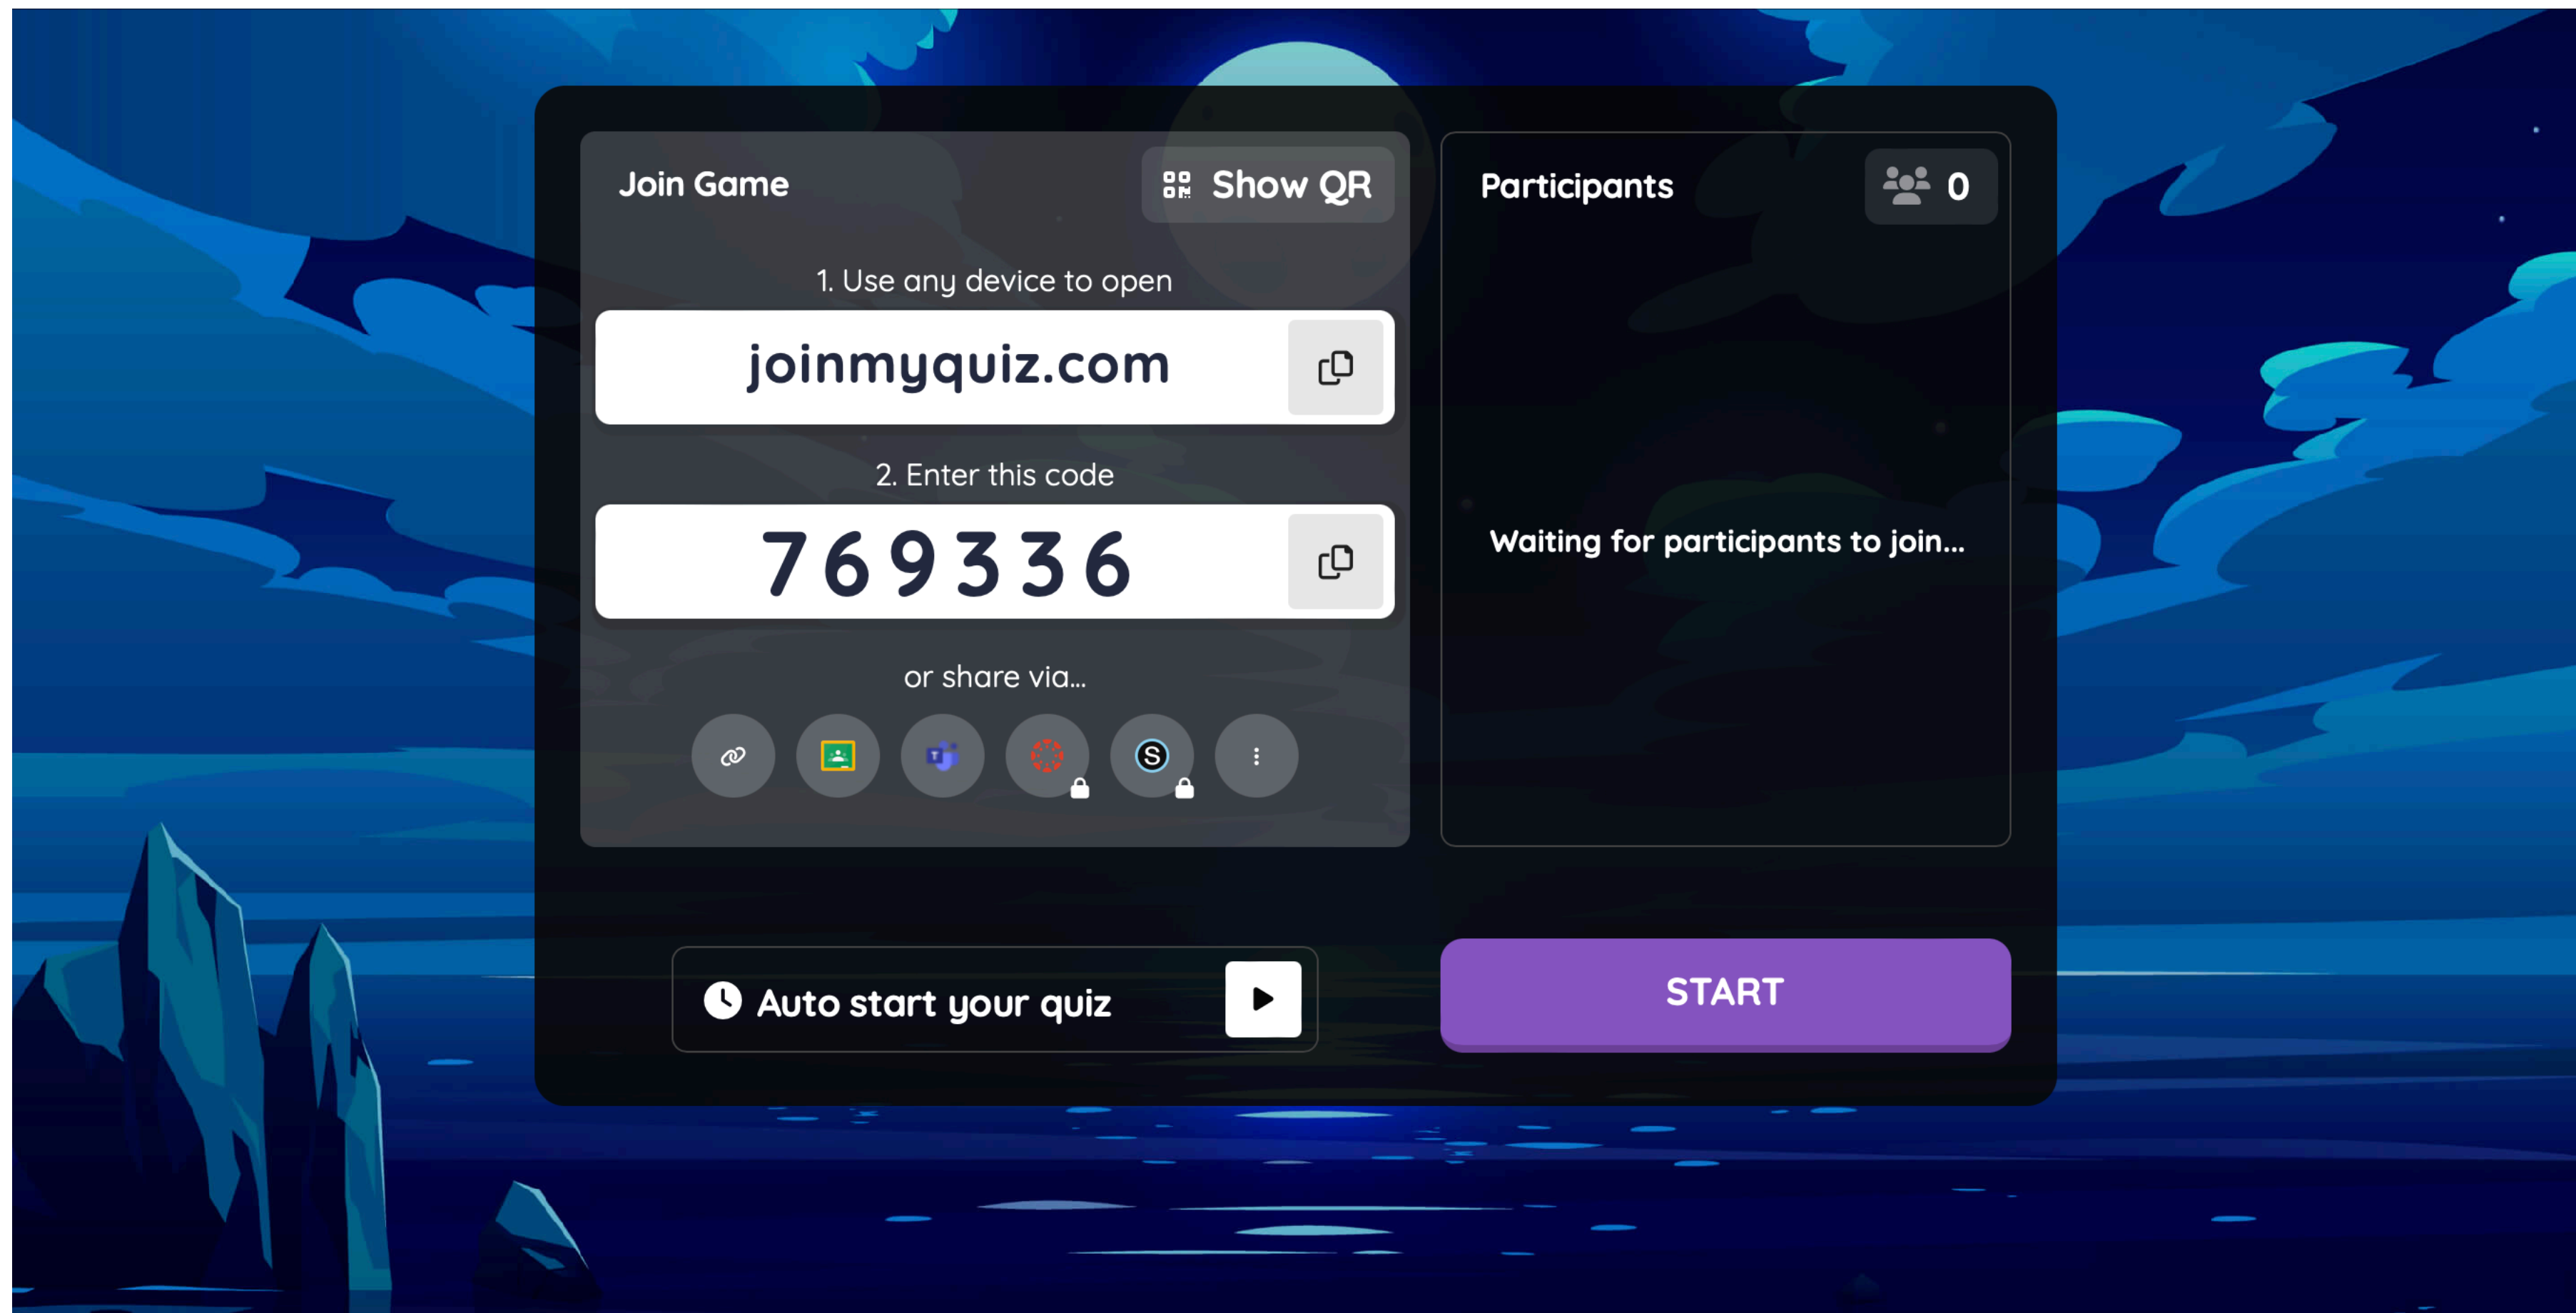 Join Game
Show QR
1. Use any device to open
joinmyquiz.com
2. Enter this code
769336
or share via...
T
S
Participants
0
Waiting for participants to join...
Auto start your quiz
START